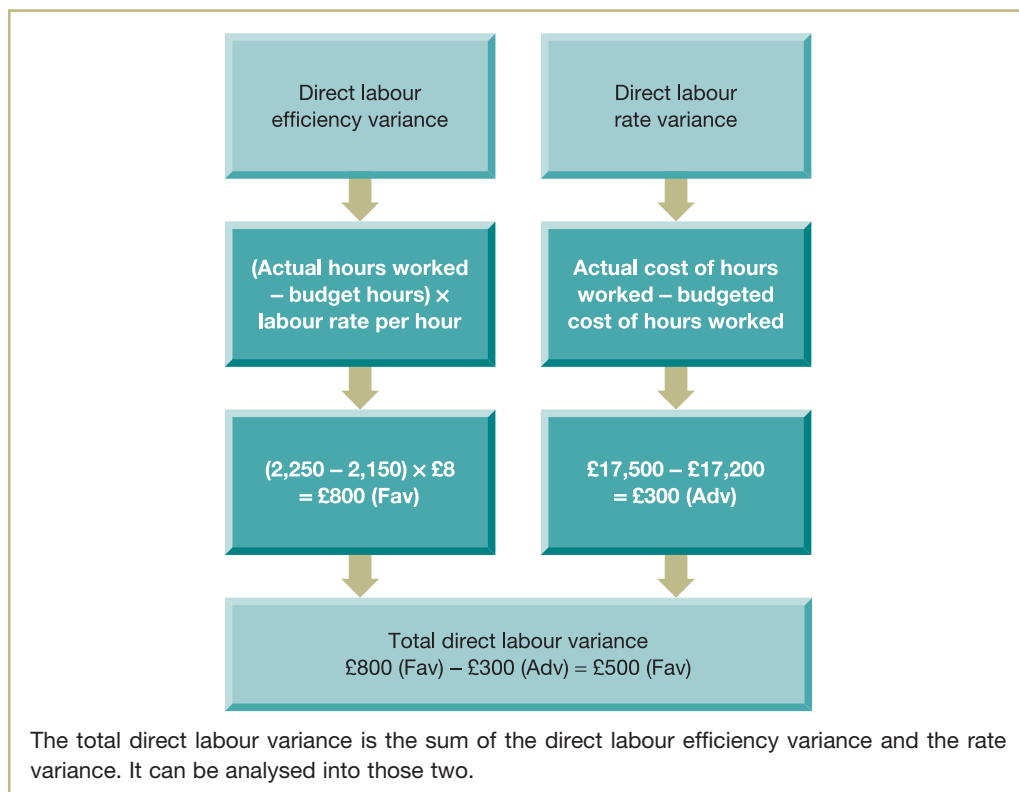 Direct labour
efficiency variance
Direct labour
rate variance
(Actual hours worked
– budget hours) ×
labour rate per hour
Actual cost of hours
worked – budgeted
cost of hours worked
(2,250 – 2,150) × £8
= £800 (Fav)
£17,500 – £17,200
= £300 (Adv)
Total direct labour variance
£800 (Fav) – £300 (Adv) = £500 (Fav)
The total direct labour variance is the sum of the direct labour efficiency variance and the rate
variance. It can be analysed into those two.